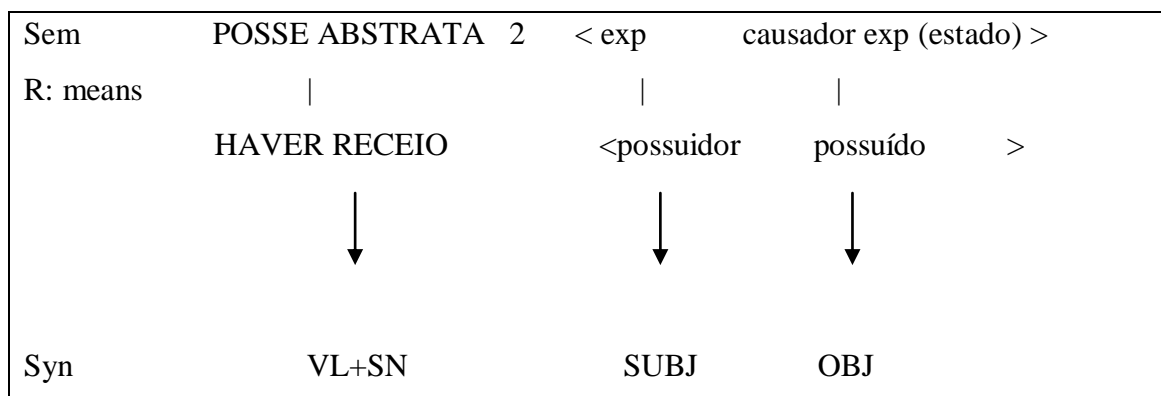 Sem POSSE ABSTRATA 2 < exp causador exp (estado) >
R: means | | |
HAVER RECEIO <possuidor possuído >
Syn VL+SN SUBJ OBJ